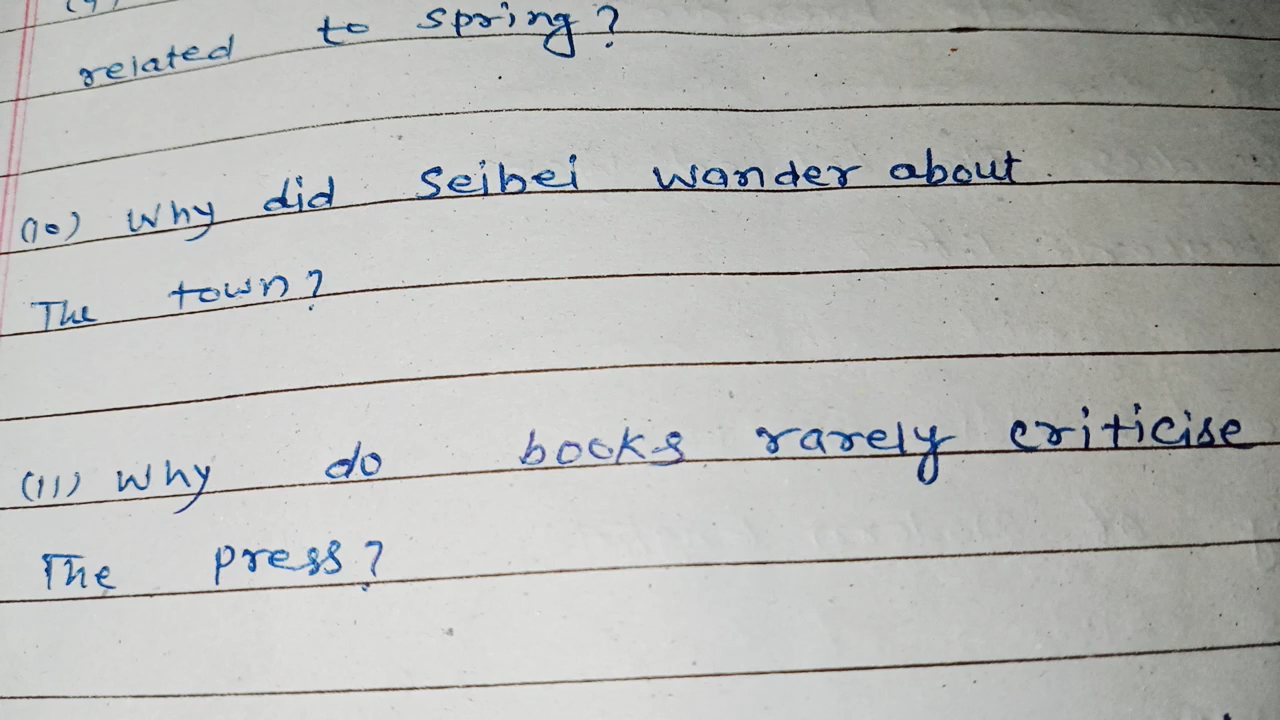 related to spring?
(10) Why did Seibei wander about
The town?
(11) Why do books rarely criticise
The press?